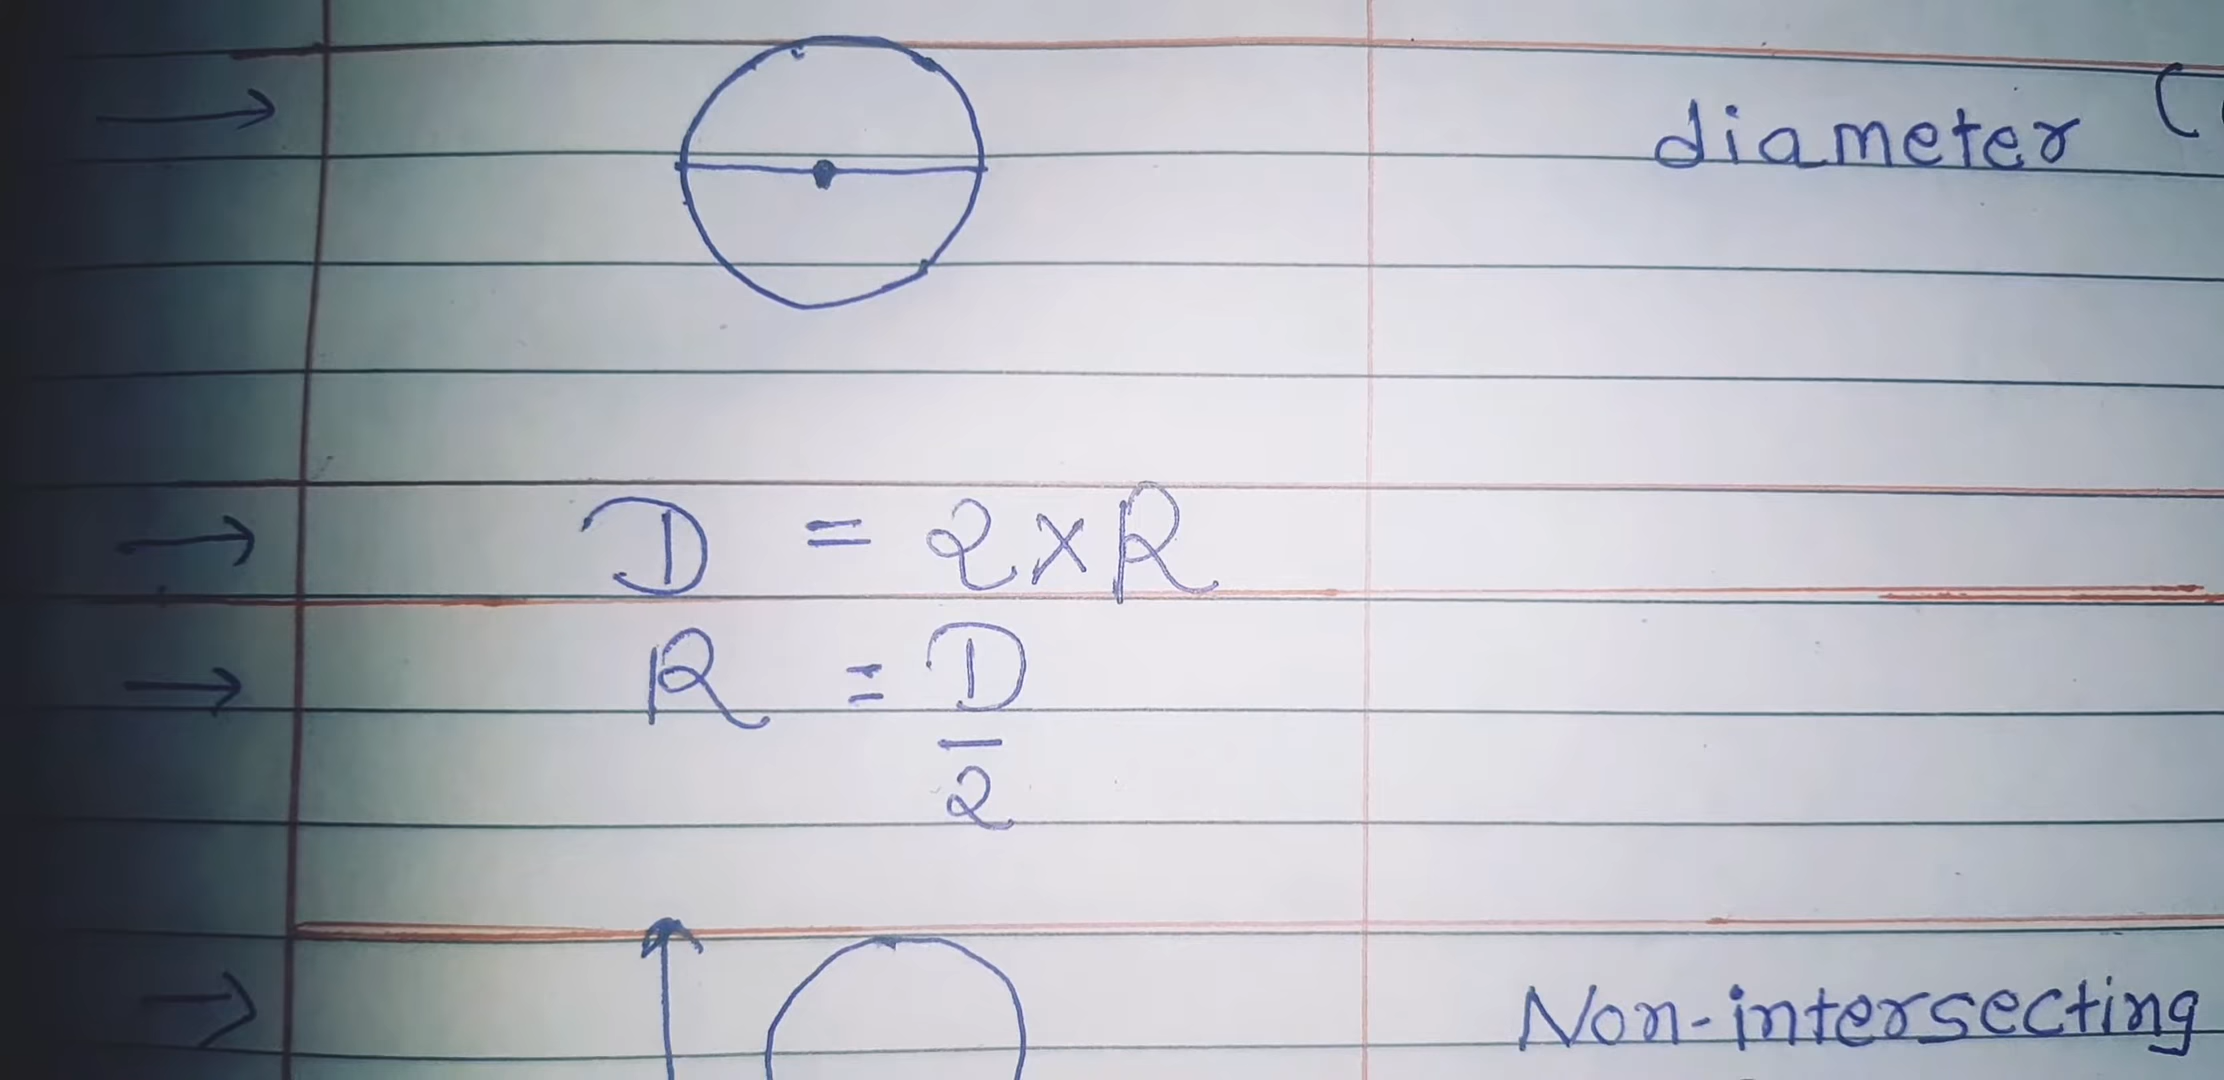 → diameter (
→ D = 2 × R
→ R = D/2
→ Non-intersecting